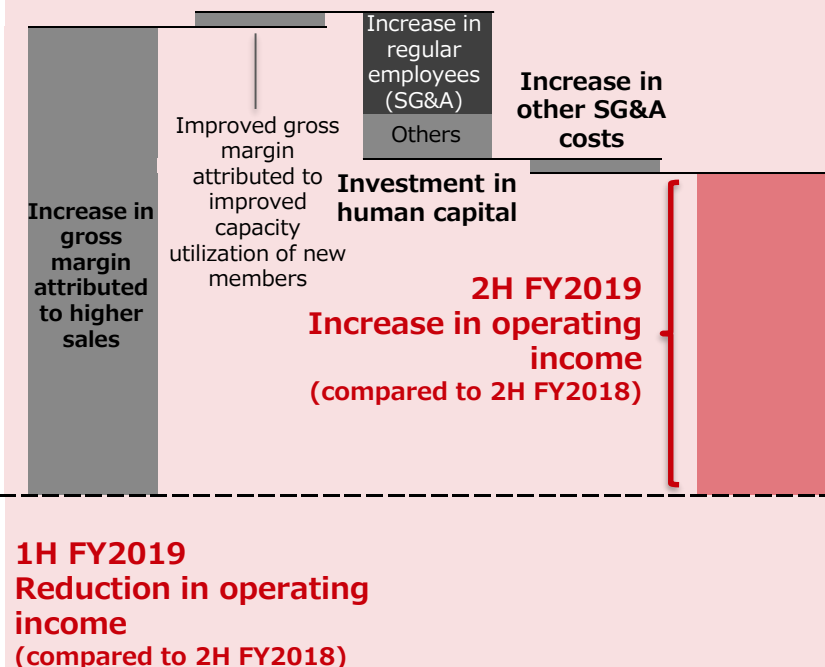 Increase in
gross
margin
attributed
to higher
sales
Improved gross
margin
attributed to
improved
capacity
utilization of new
members
Increase in
regular
employees
(SG&A)
Others
Investment in
human capital
Increase in
other SG&A
costs
2H FY2019
Increase in operating
income
(compared to 2H FY2018)
1H FY2019
Reduction in operating
income
(compared to 2H FY2018)